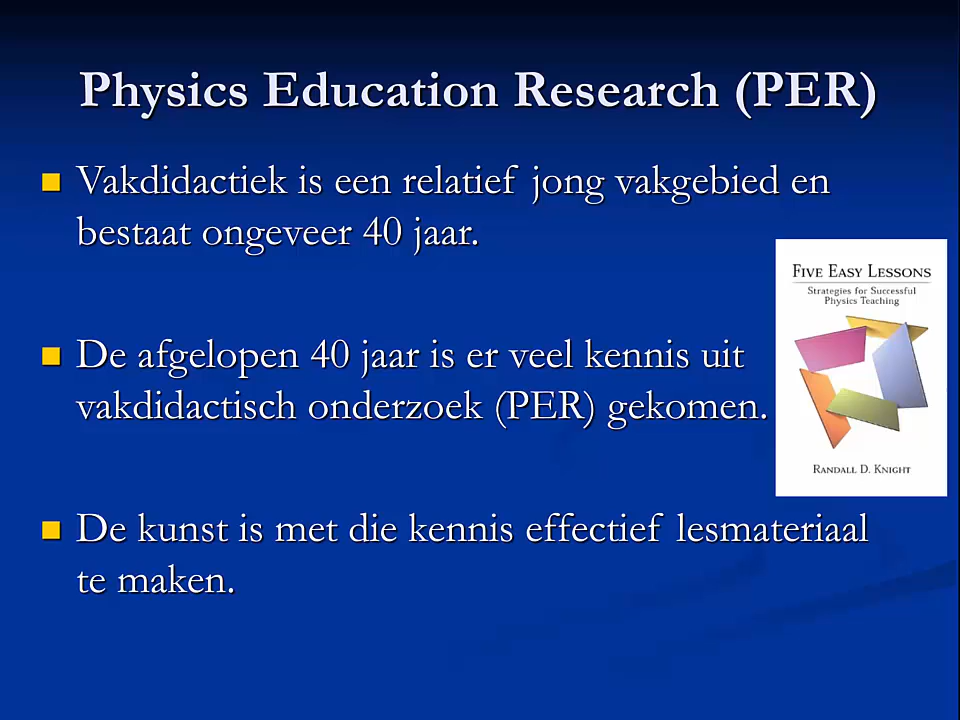 Physics Education Research (PER)
Vakdidactiek is een relatief jong vakgebied en
bestaat ongeveer 40 jaar.
De afgelopen 40 jaar is er veel kennis uit
vakdidactisch onderzoek (PER) gekomen.
De kunst is met die kennis effectief lesmateriaal
te maken.
FIVE EASY LESSONS
Strategies for Successful
Physics Teaching
RANDALL D. KNIGHT